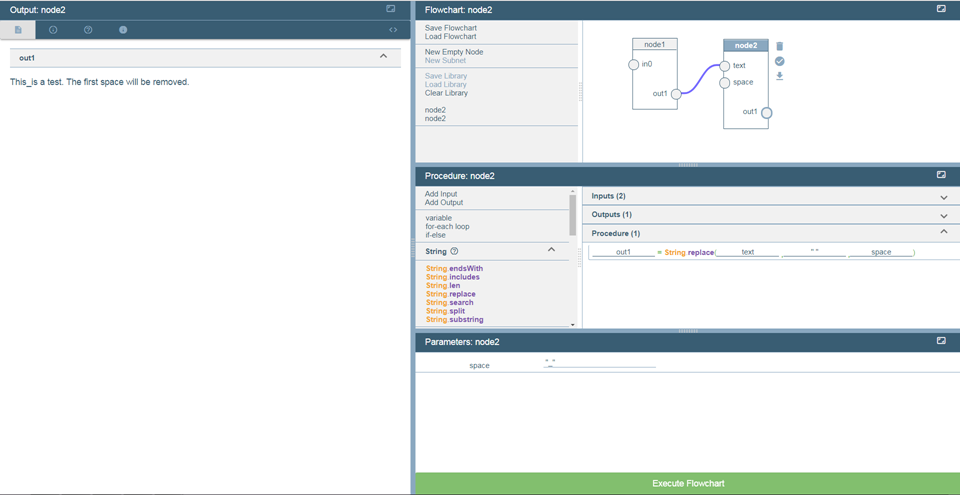 Output: node2
out1
This_is a test. The first space will be removed.
Flowchart: node2
Save Flowchart
Load Flowchart
New Empty Node
New Subnet
Save Library
Load Library
Clear Library
node2
node2
node1
in0
out1
node2
text
space
out1
Procedure: node2
Add Input
Add Output
variable
for-each loop
if-else
String
String.endsWith
String.includes
String.len
String.replace
String.search
String.split
String.substring
Inputs (2)
Outputs (1)
Procedure (1)
out1 = String.replace( text , " " , space )
Parameters: node2
space "_"
Execute Flowchart